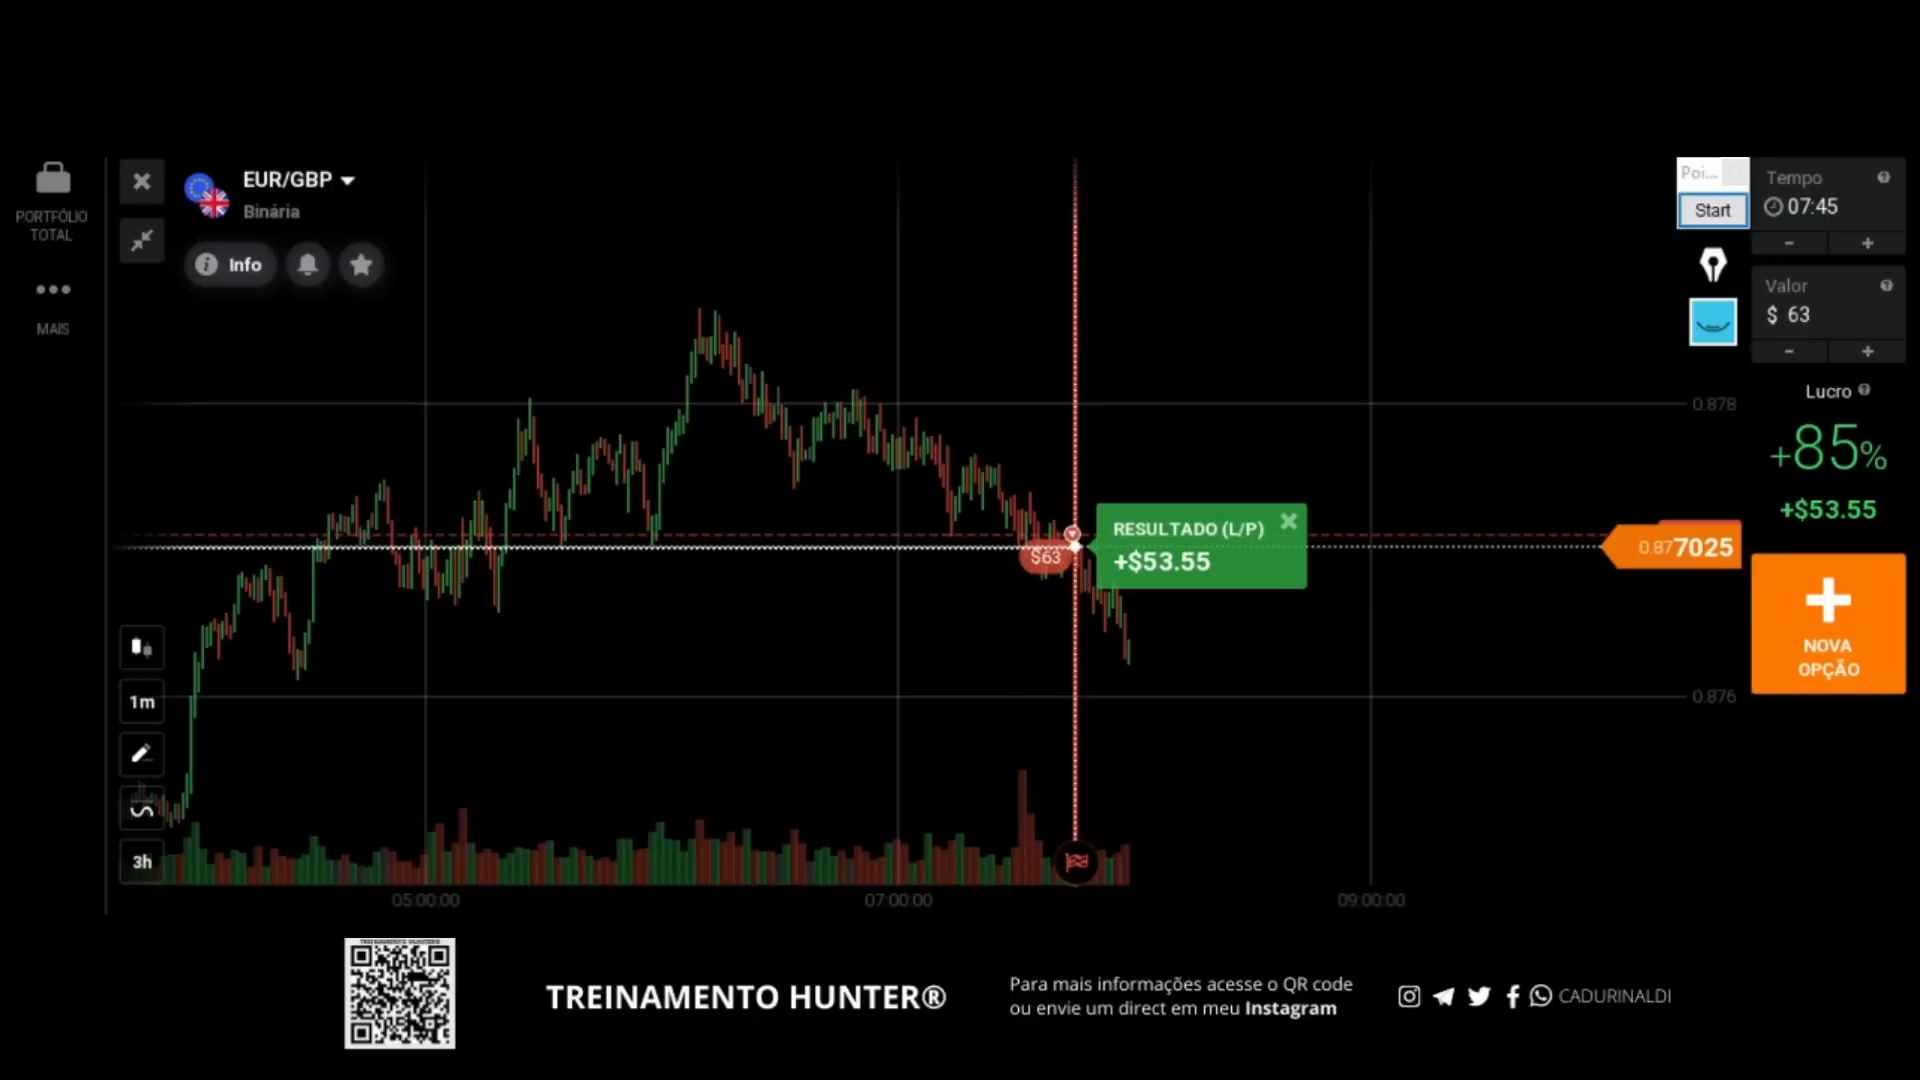 PORTFÓLIO
TOTAL
MAIS
EUR/GBP
Binária
Info
Poi...
Start
Tempo
07:45
- +
Valor
$ 63
- +
Lucro
+85%
+$53.55
0.878
RESULTADO (L/P)
+$53.55
$63
0.877025
NOVA
OPÇÃO
0.876
1m
3h
05:00:00
07:00:00
09:00:00
TREINAMENTO HUNTER®
Para mais informações acesse o QR code
ou envie um direct em meu Instagram
CADURINALDI